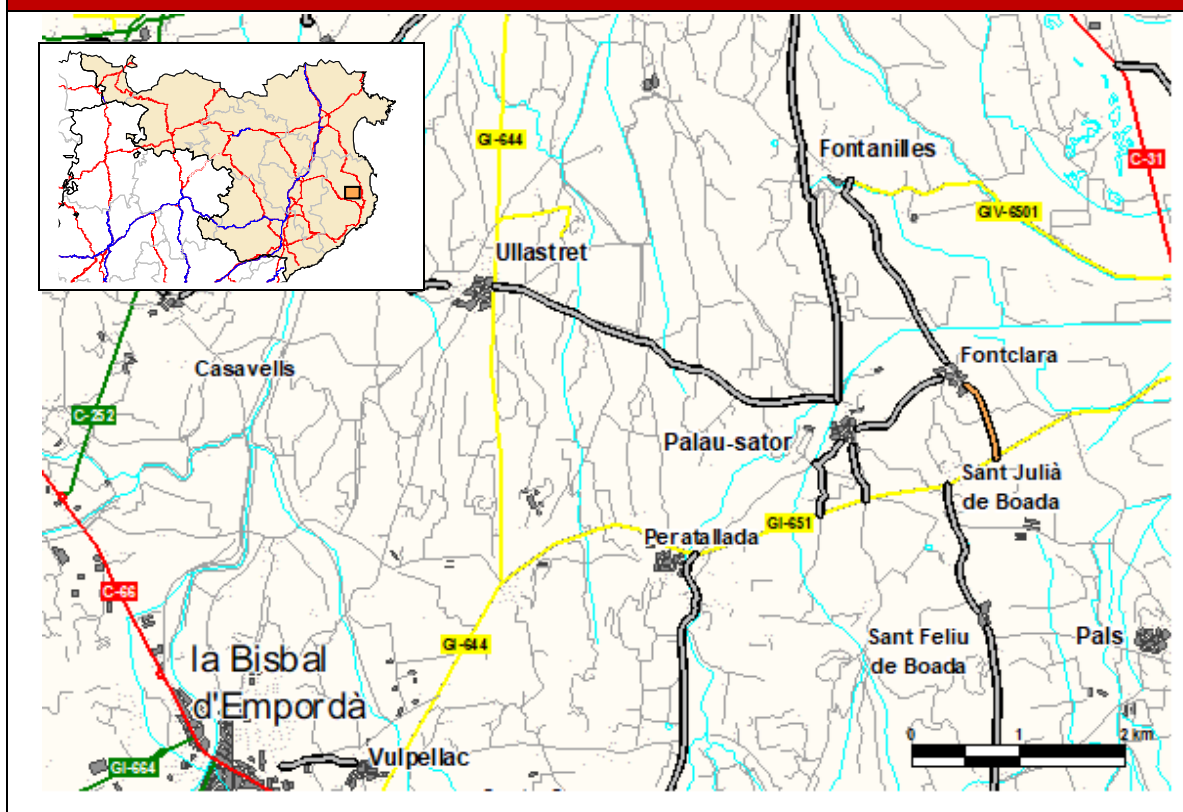 GI-644
Fontanilles
C-31
GIV-6501
Ullastret
Casavells
Fontclara
C-252
Palau-sator
Sant Julià
de Boada
GI-651
Peratallada
C-66
GI-644
Sant Feliu
de Boada
Pals
la Bisbal
d'Empordà
0 1 2 km
Vulpellac
GI-664